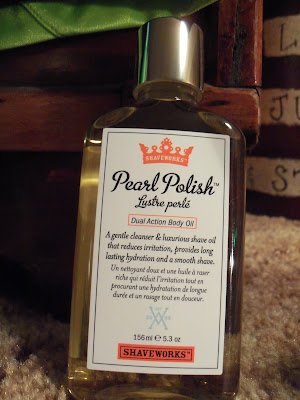 SHAVEWORKS™
Pearl Polish™
Lustre perlé
Dual Action Body Oil
A gentle cleanser & luxurious shave oil
that reduces irritation, provides long
lasting hydration and a smooth shave.
Un nettoyant doux et une huile à raser
riche qui réduit l'irritation tout en
procurant une hydratation de longue
durée et un rasage tout en douceur.
156 ml e 5.3 oz
SHAVEWORKS™
L
ST